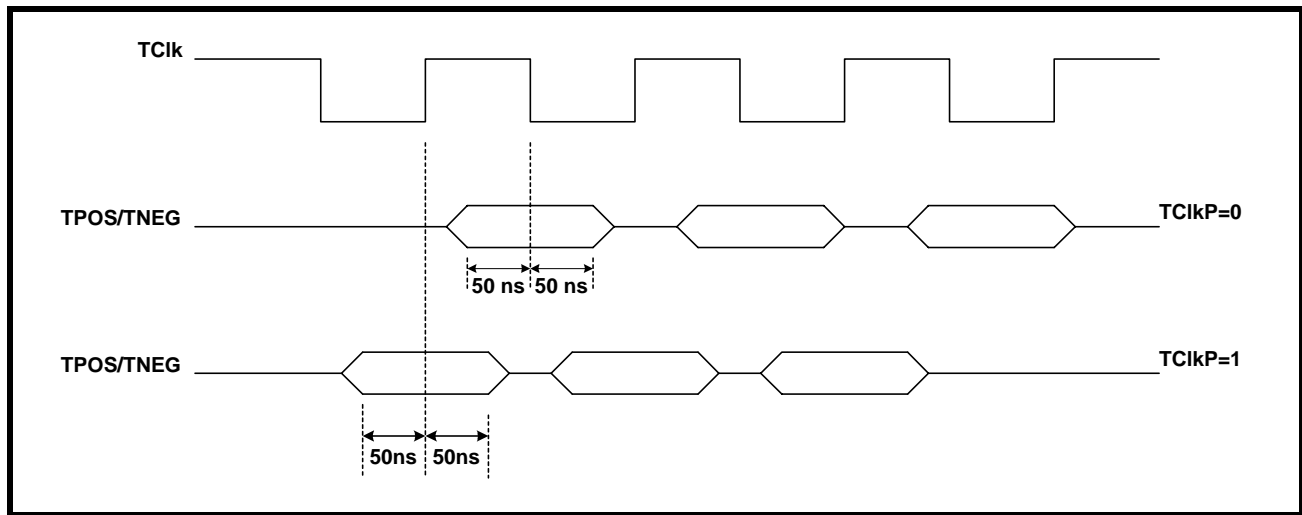 TClk
TPOS/TNEG
TClkP=0
50 ns 50 ns
TPOS/TNEG
TClkP=1
50ns 50ns